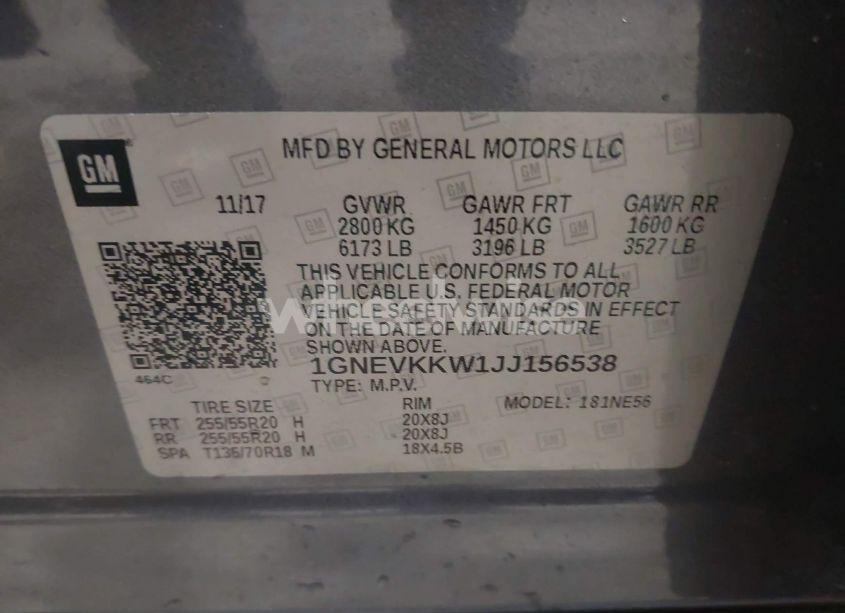 GM
MFD BY GENERAL MOTORS LLC
11/17 GVWR GAWR FRT GAWR RR
2800 KG 1450 KG 1600 KG
6173 LB 3196 LB 3527 LB
THIS VEHICLE CONFORMS TO ALL
APPLICABLE U.S. FEDERAL MOTOR
VEHICLE SAFETY STANDARDS IN EFFECT
ON THE DATE OF MANUFACTURE
SHOWN ABOVE.
464C
1GNEVKKW1JJ156538
TYPE: M.P.V.
TIRE SIZE RIM MODEL: 181NE56
FRT 255/55R20 H 20X8J
RR 255/55R20 H 20X8J
SPA T135/70R18 M 18X4.5B